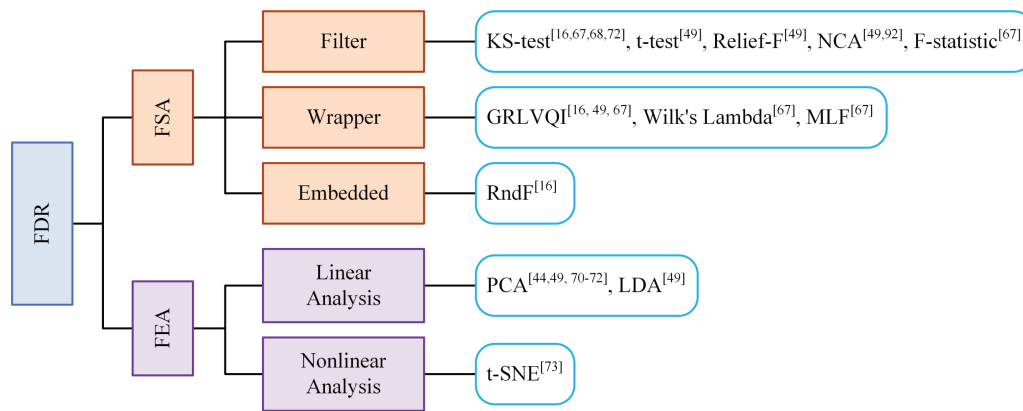 FDR
FSA
Filter
KS-test[16,67,68,72], t-test[49], Relief-F[49], NCA[49,92], F-statistic[67]
Wrapper
GRLVQI[16, 49, 67], Wilk's Lambda[67], MLF[67]
Embedded
RndF[16]
FEA
Linear
Analysis
PCA[44,49, 70-72], LDA[49]
Nonlinear
Analysis
t-SNE[73]